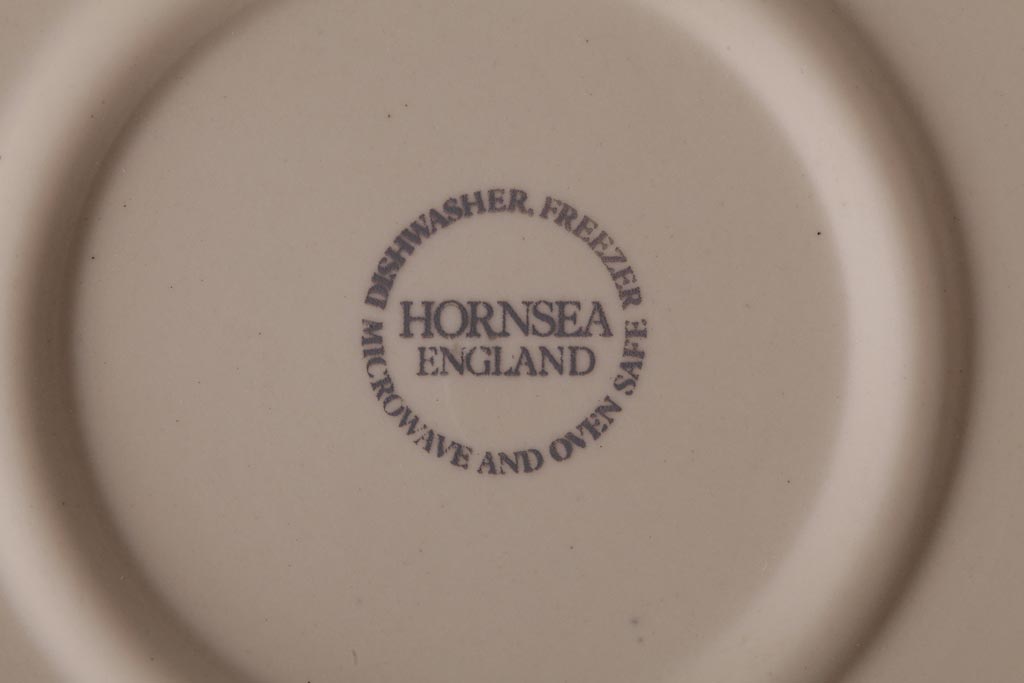 DISHWASHER, FREEZER
HORNSEA
ENGLAND
MICROWAVE AND OVEN SAFE